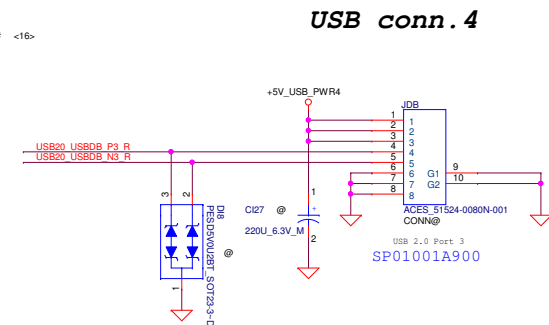 USB conn.4
<16>
+5V_USB_PWR4
JDB
1
2
3
4
5
6
7
8
1
2
3
4
5
6
7
8
G1
G2
9
10
USB20_USBDB_P3_R
USB20_USBDB_N3_R
ACES_51524-0080N-001
CONN@
USB 2.0 Port 3
SP01001A900
3
2
1
DI8
PESD5V0U2BT_SOT23-3~D
@
CI27 @
220U_6.3V_M
1
+
2